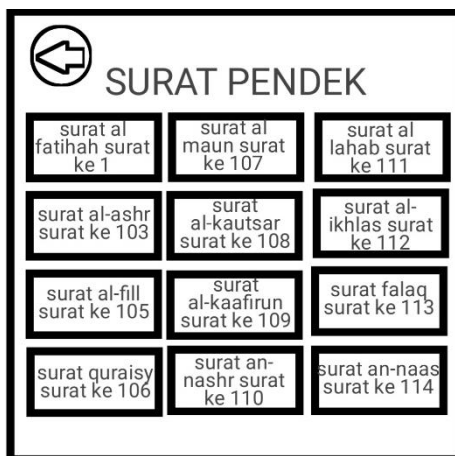 SURAT PENDEK
surat al
fatihah surat
ke 1
surat al
maun surat
ke 107
surat al
lahab surat
ke 111
surat al-ashr
surat ke 103
surat
al-kautsar
surat ke 108
surat al-
ikhlas surat
ke 112
surat al-fill
surat ke 105
surat
al-kaafirun
surat ke 109
surat falaq
surat ke 113
surat quraisy
surat ke 106
surat an-
nashr surat
ke 110
surat an-naas
surat ke 114